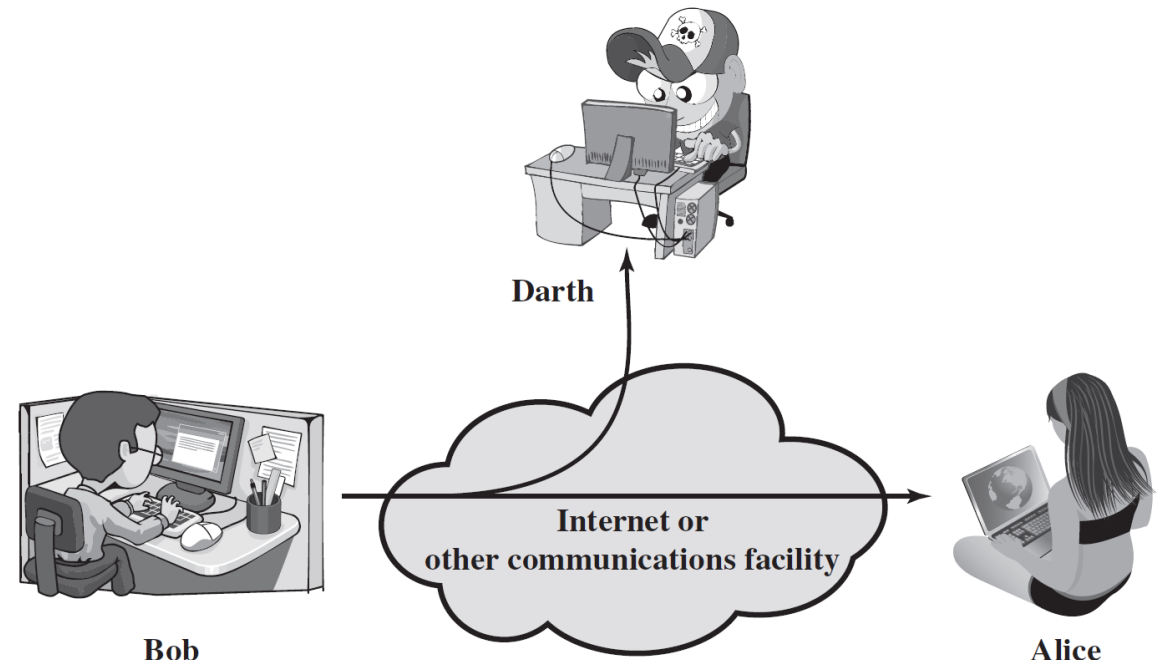 Darth
Internet or
other communications facility
Bob
Alice